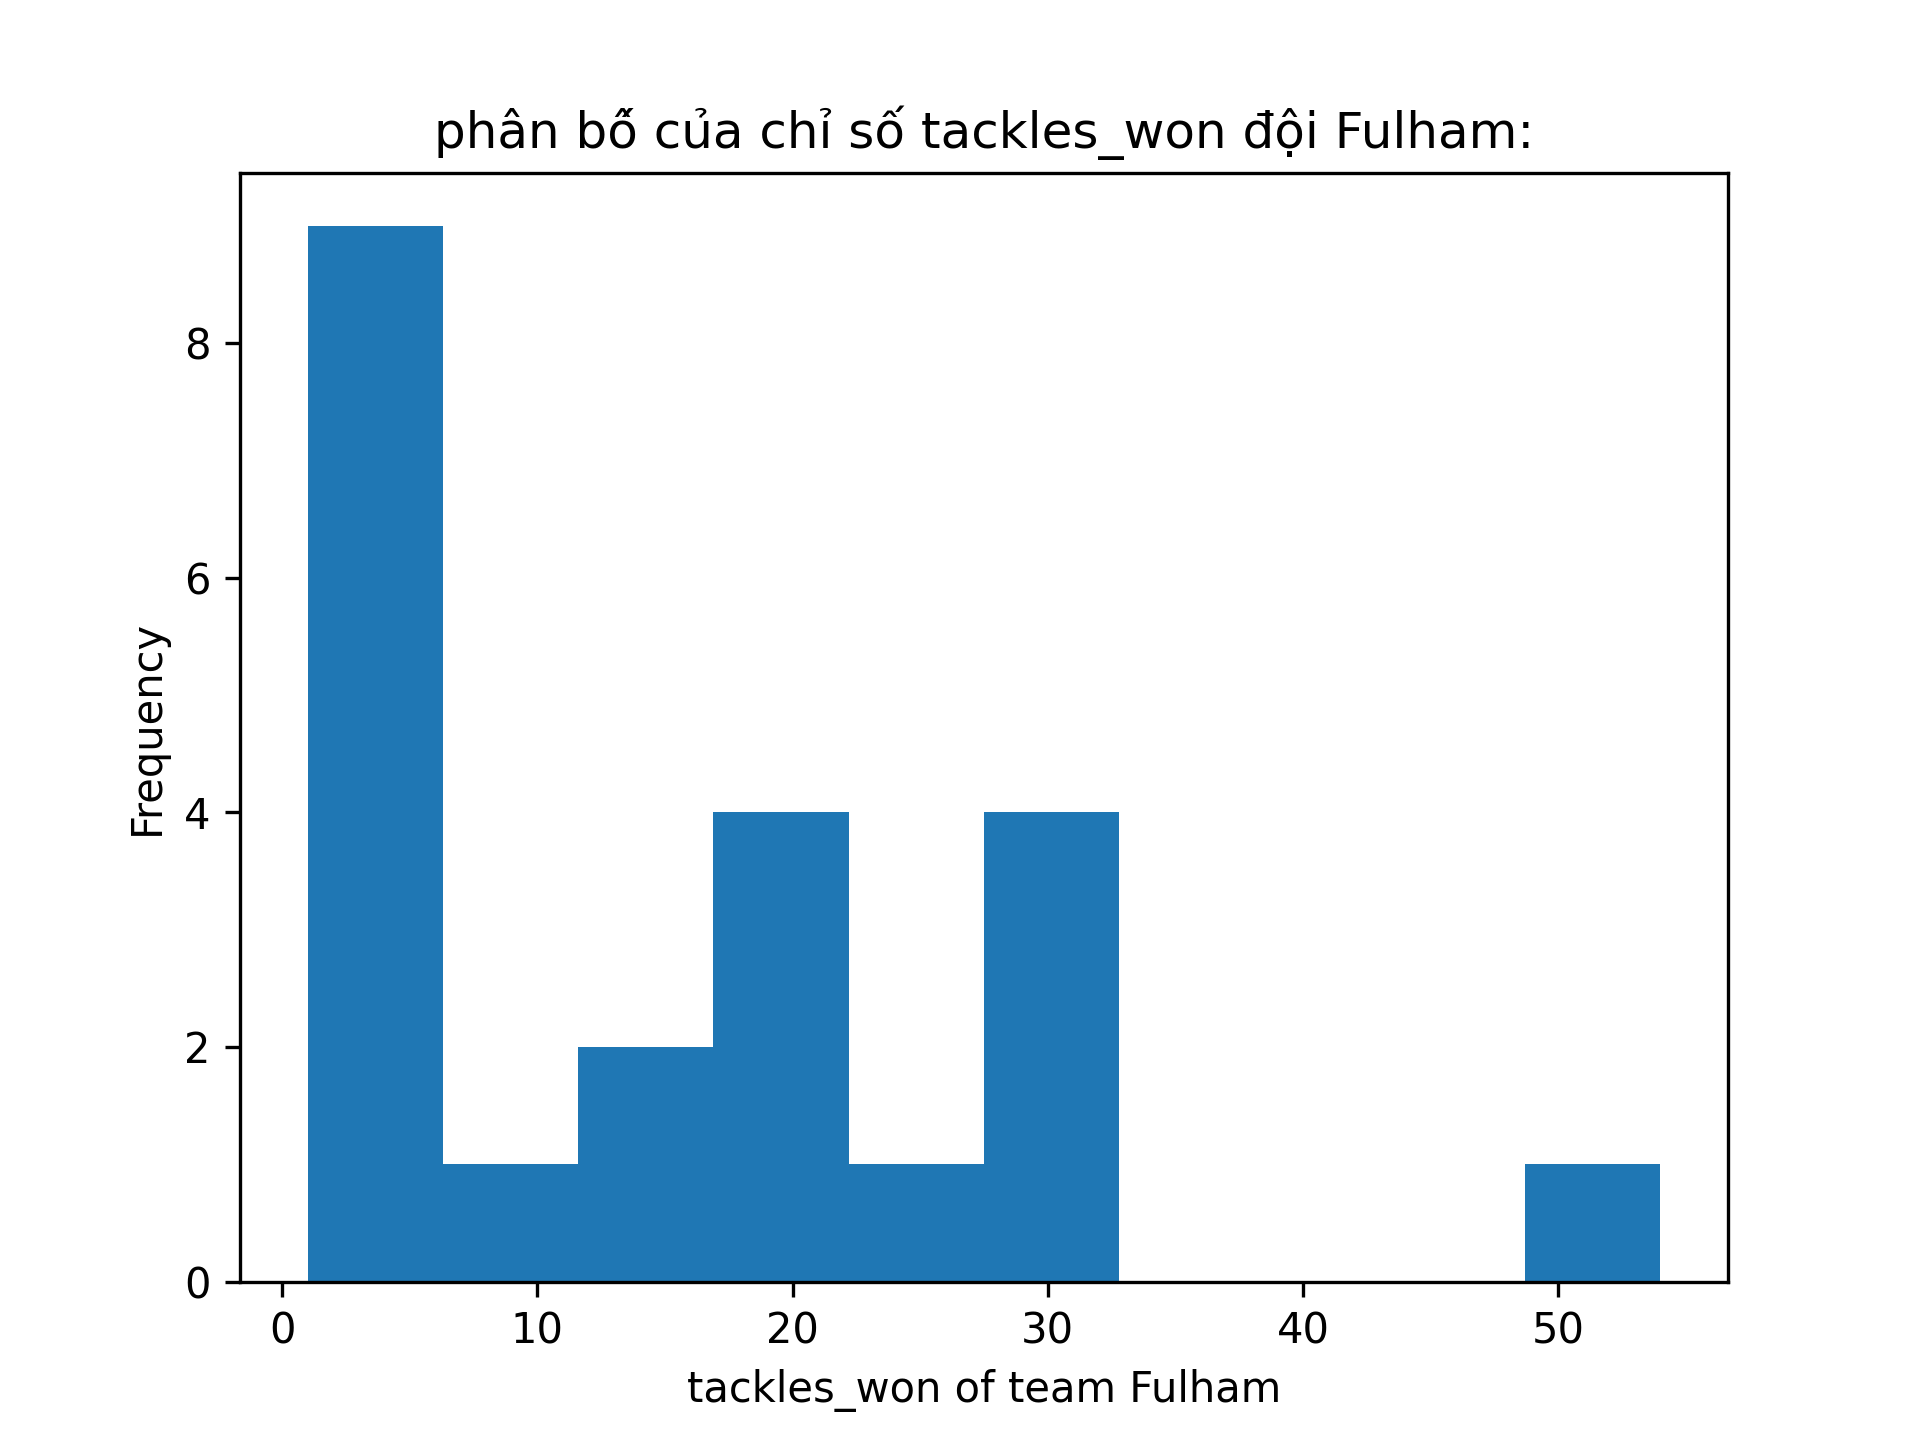 phân bố của chỉ số tackles_won đội Fulham:
8
6
4
2
0
Frequency
0 10 20 30 40 50
tackles_won of team Fulham